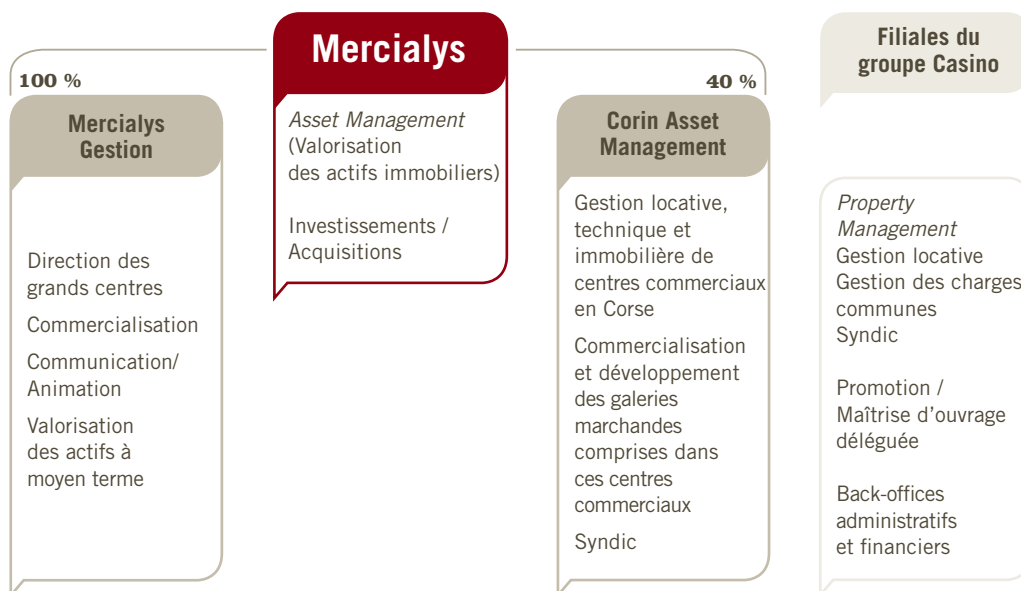 Mercialys
Asset Management
(Valorisation
des actifs immobiliers)
Investissements /
Acquisitions
100 %
Mercialys
Gestion
Direction des
grands centres
Commercialisation
Communication/
Animation
Valorisation
des actifs à
moyen terme
40 %
Corin Asset
Management
Gestion locative,
technique et
immobilière de
centres commerciaux
en Corse
Commercialisation
et développement
des galeries
marchandes
comprises dans
ces centres
commerciaux
Syndic
Filiales du
groupe Casino
Property
Management
Gestion locative
Gestion des charges
communes
Syndic
Promotion /
Maîtrise d’ouvrage
déléguée
Back-offices
administratifs
et financiers